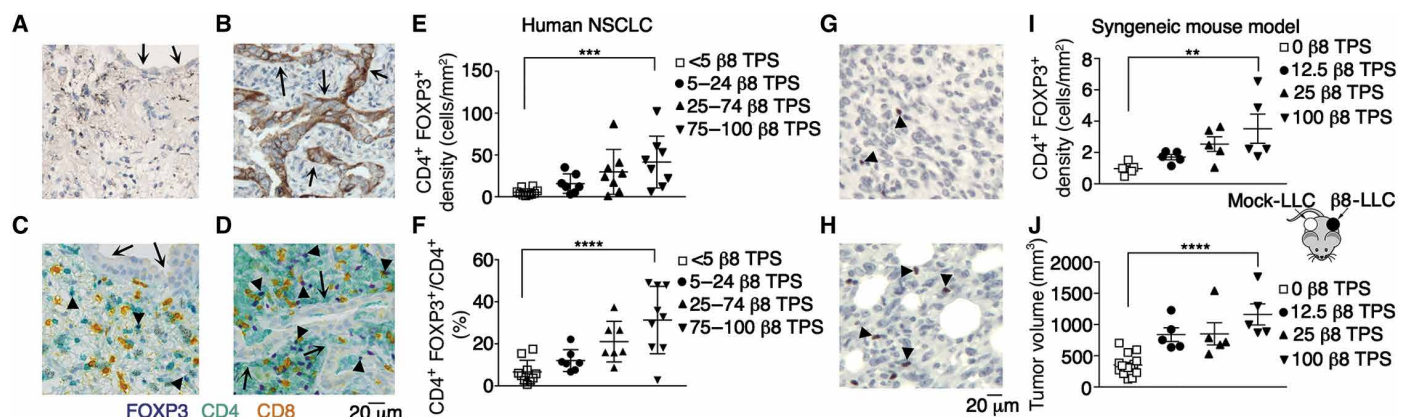 A
B
E
Human NSCLC
CD4+ FOXP3+
density (cells/mm²)
150
100
50
0
***
<5 β8 TPS
5–24 β8 TPS
25–74 β8 TPS
75–100 β8 TPS
G
I
Syngeneic mouse model
CD4+ FOXP3+
density (cells/mm²)
8
6
4
2
0
**
0 β8 TPS
12.5 β8 TPS
25 β8 TPS
100 β8 TPS
C
D
FOXP3 CD4 CD8
20 μm
F
CD4+ FOXP3+/CD4+
(%)
60
40
20
0
****
<5 β8 TPS
5–24 β8 TPS
25–74 β8 TPS
75–100 β8 TPS
H
20 μm
Mock-LLC β8-LLC
J
Tumor volume (mm³)
2000
1500
1000
500
0
****
0 β8 TPS
12.5 β8 TPS
25 β8 TPS
100 β8 TPS